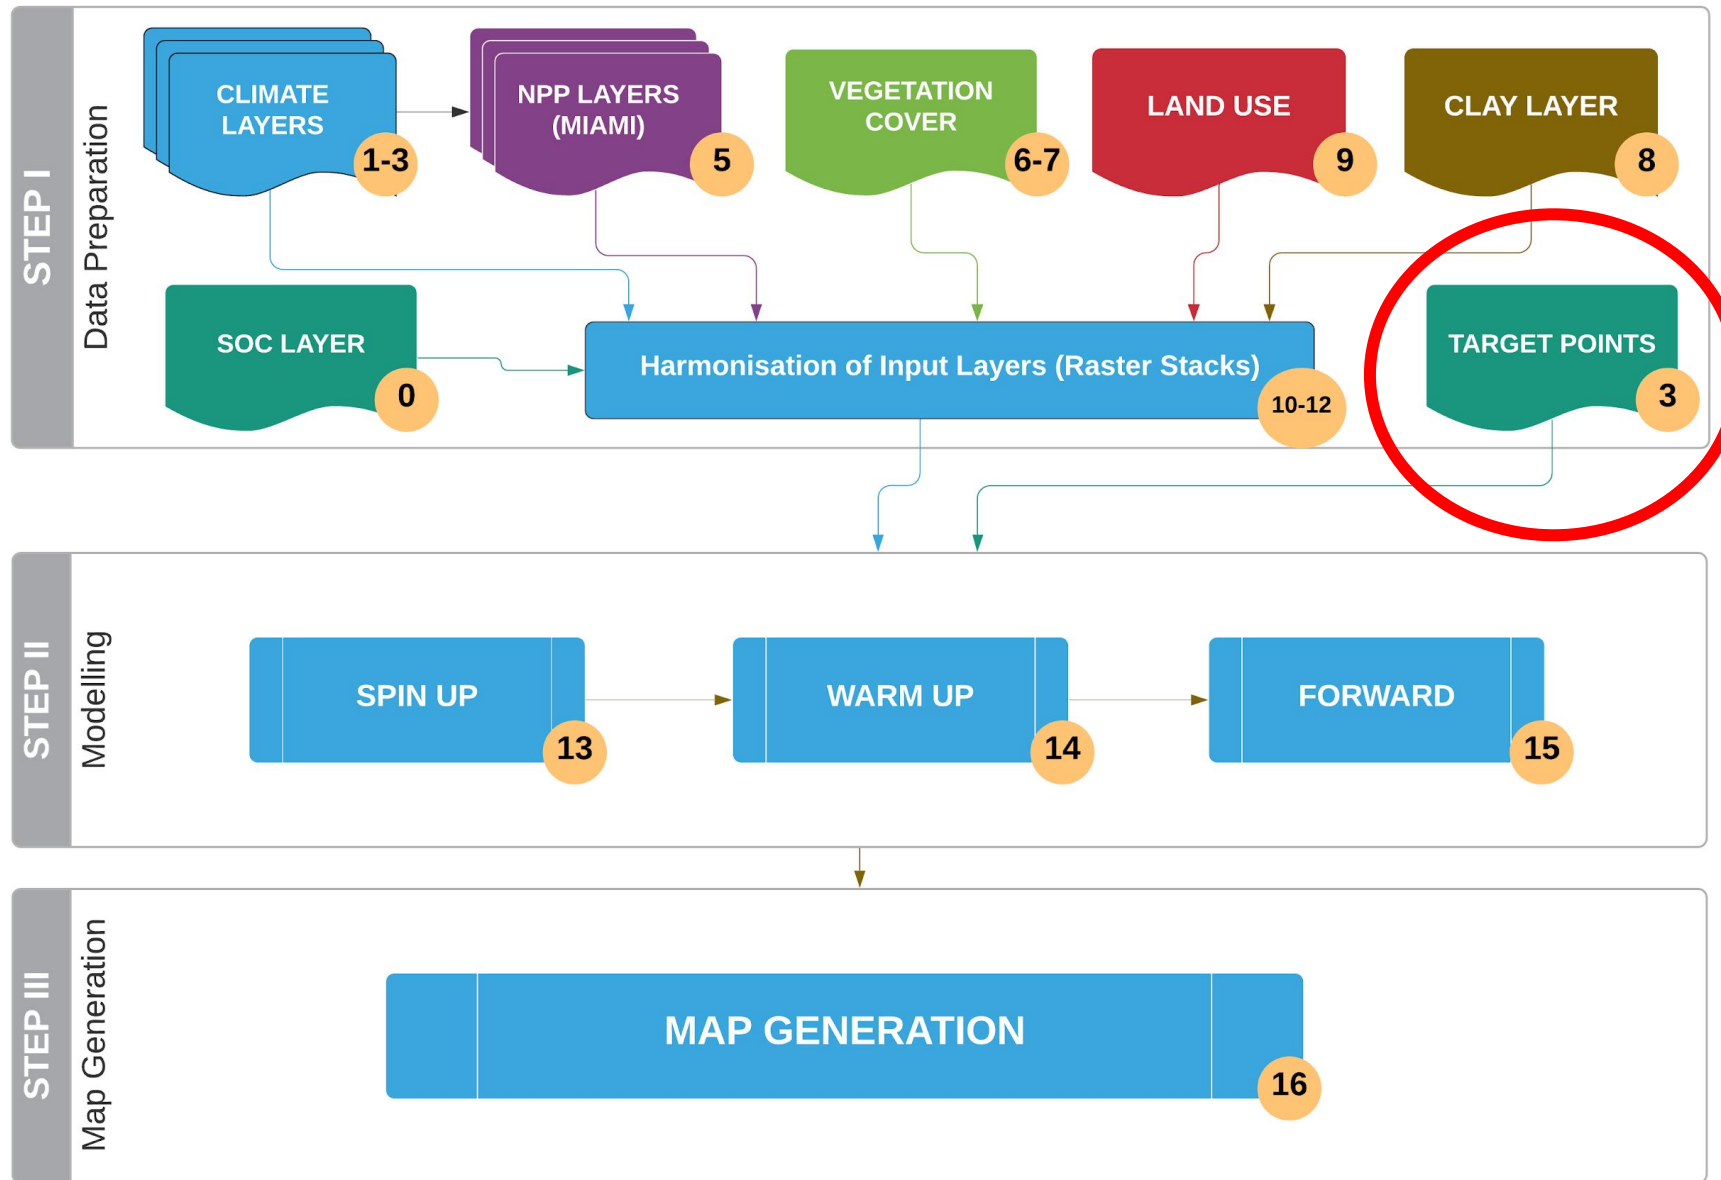 STEP I
Data Preparation
CLIMATE
LAYERS
1-3
NPP LAYERS
(MIAMI)
5
VEGETATION
COVER
6-7
LAND USE
9
CLAY LAYER
8
SOC LAYER
0
Harmonisation of Input Layers (Raster Stacks)
10-12
TARGET POINTS
3
STEP II
Modelling
SPIN UP
13
WARM UP
14
FORWARD
15
STEP III
Map Generation
MAP GENERATION
16